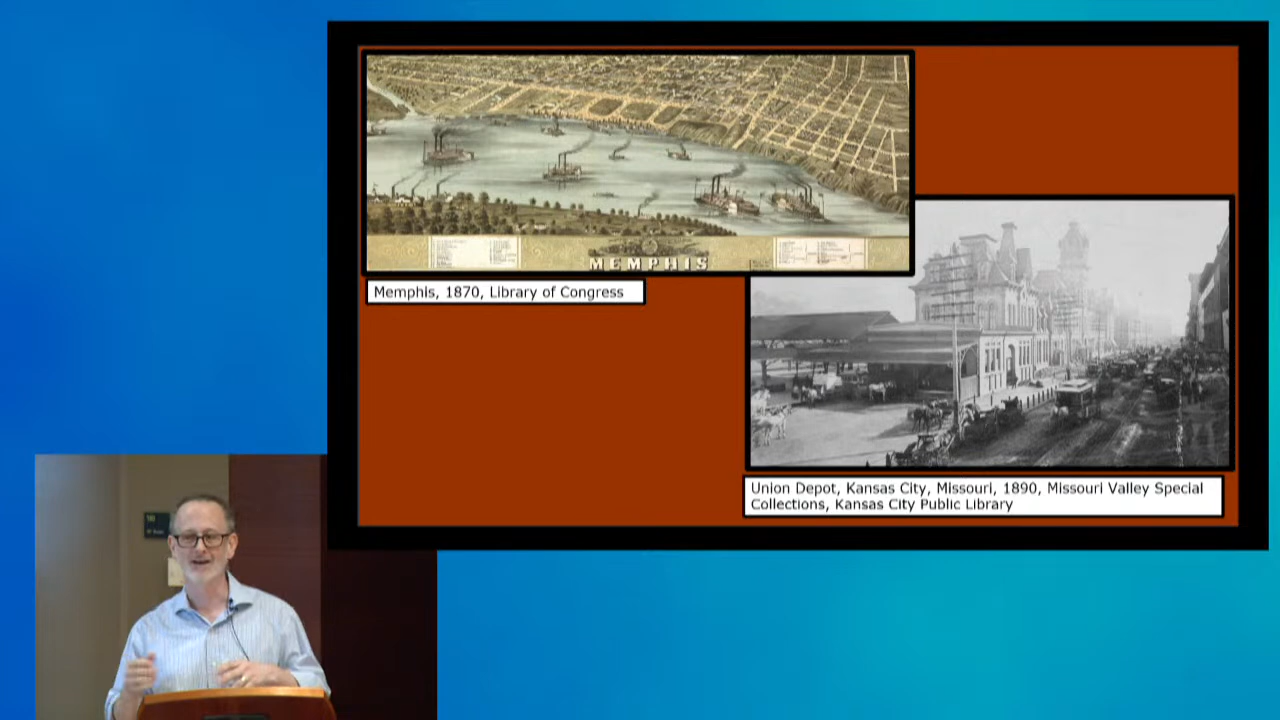 MEMPHIS
Memphis, 1870, Library of Congress
Union Depot, Kansas City, Missouri, 1890, Missouri Valley Special
Collections, Kansas City Public Library